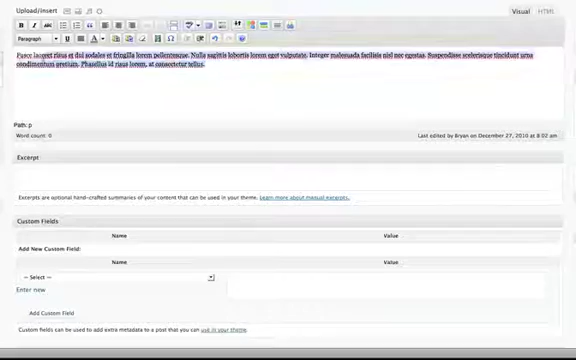 Upload/Insert
Visual
HTML
B I ABC
Paragraph U A
Fusce laoreet risus et dui sodales et fringilla lorem pellentesque. Nulla sagittis lobortis lorem eget vulputate. Integer malesuada facilisis nisl nec egestas. Suspendisse scelerisque tincidunt urna
condimentum pretium. Phasellus id risus lorem, at consectetur tellus.
Path: p
Word count: 0
Last edited by Bryan on December 27, 2010 at 8:02 am
Excerpt
Excerpts are optional hand-crafted summaries of your content that can be used in your theme. Learn more about manual excerpts.
Custom Fields
Name Value
Add New Custom Field:
Name Value
— Select —
Enter new
Add Custom Field
Custom fields can be used to add extra metadata to a post that you can use in your theme.